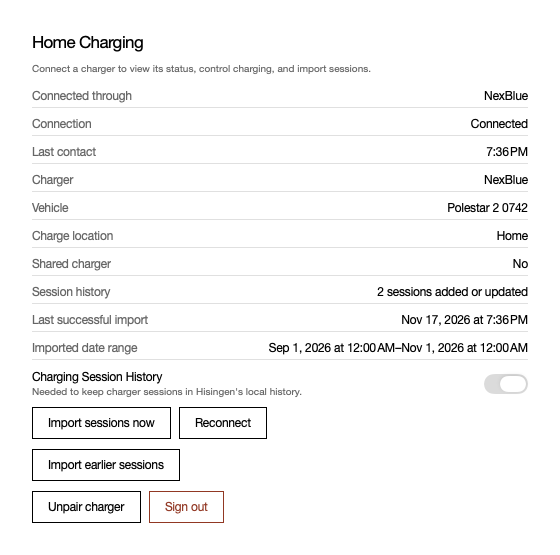 Home Charging
Connect a charger to view its status, control charging, and import sessions.
Connected through NexBlue
Connection Connected
Last contact 7:36 PM
Charger NexBlue
Vehicle Polestar 2 0742
Charge location Home
Shared charger No
Session history 2 sessions added or updated
Last successful import Nov 17, 2026 at 7:36 PM
Imported date range Sep 1, 2026 at 12:00 AM–Nov 1, 2026 at 12:00 AM
Charging Session History
Needed to keep charger sessions in Hisingen's local history.
Import sessions now Reconnect
Import earlier sessions
Unpair charger Sign out